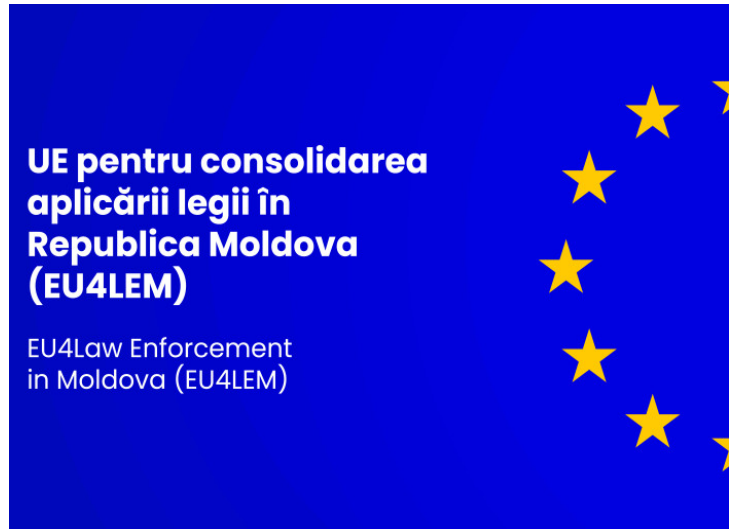 UE pentru consolidarea
aplicării legii în
Republica Moldova
(EU4LEM)
EU4Law Enforcement
in Moldova (EU4LEM)